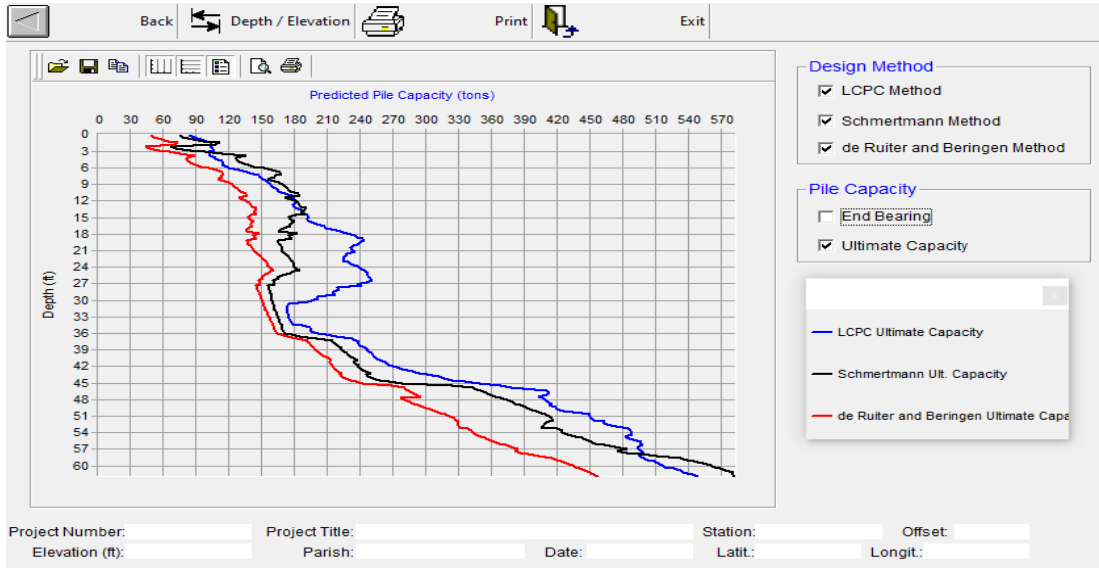 Back Depth / Elevation Print Exit
Predicted Pile Capacity (tons)
0 30 60 90 120 150 180 210 240 270 300 330 360 390 420 450 480 510 540 570
0
3
6
9
12
15
18
21
24
27
30
33
36
39
42
45
48
51
54
57
60
Depth (ft)
Design Method
LCPC Method
Schmertmann Method
de Ruiter and Beringen Method
Pile Capacity
End Bearing
Ultimate Capacity
LCPC Ultimate Capacity
Schmertmann Ult. Capacity
de Ruiter and Beringen Ultimate Capa
Project Number: Project Title: Station: Offset:
Elevation (ft): Parish: Date: Latit.: Longit.: